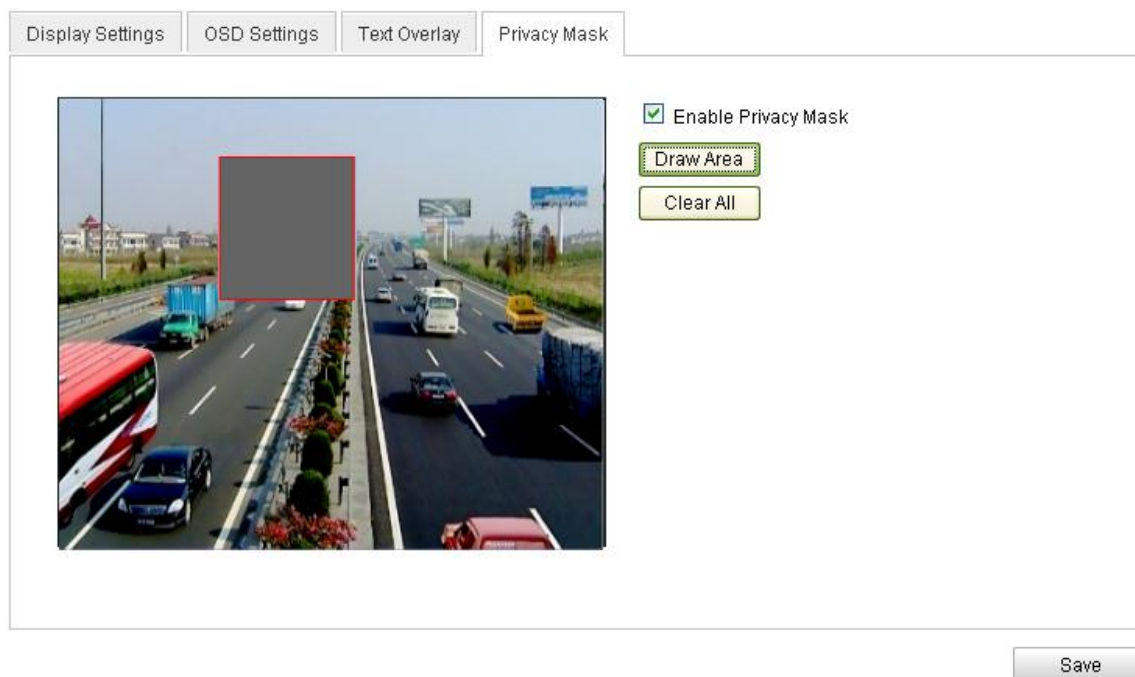 Display Settings
OSD Settings
Text Overlay
Privacy Mask
Enable Privacy Mask
Draw Area
Clear All
Save